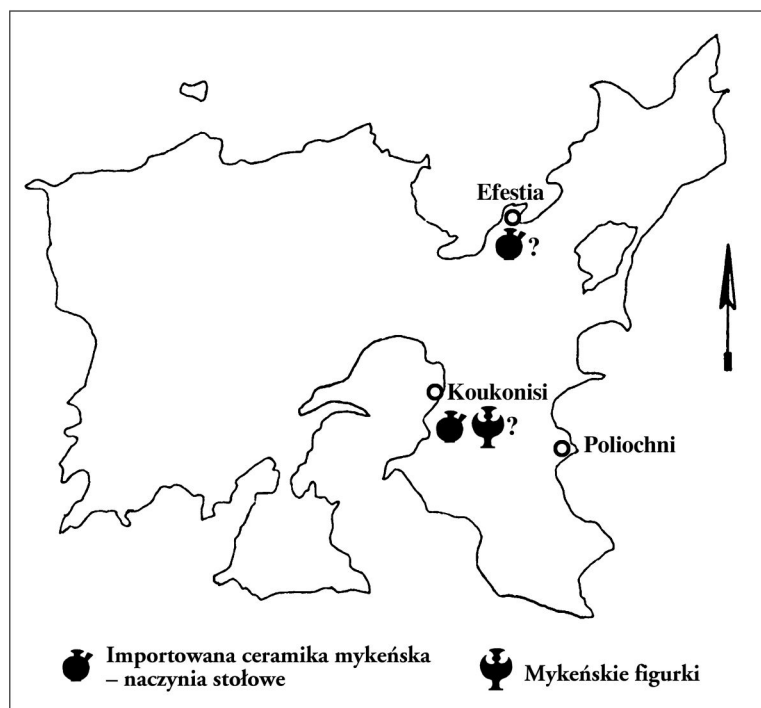 Efestia
?
Koukonisi
?
Poliochni
Importowana ceramika mykeńska
– naczynia stołowe
Mykeńskie figurki